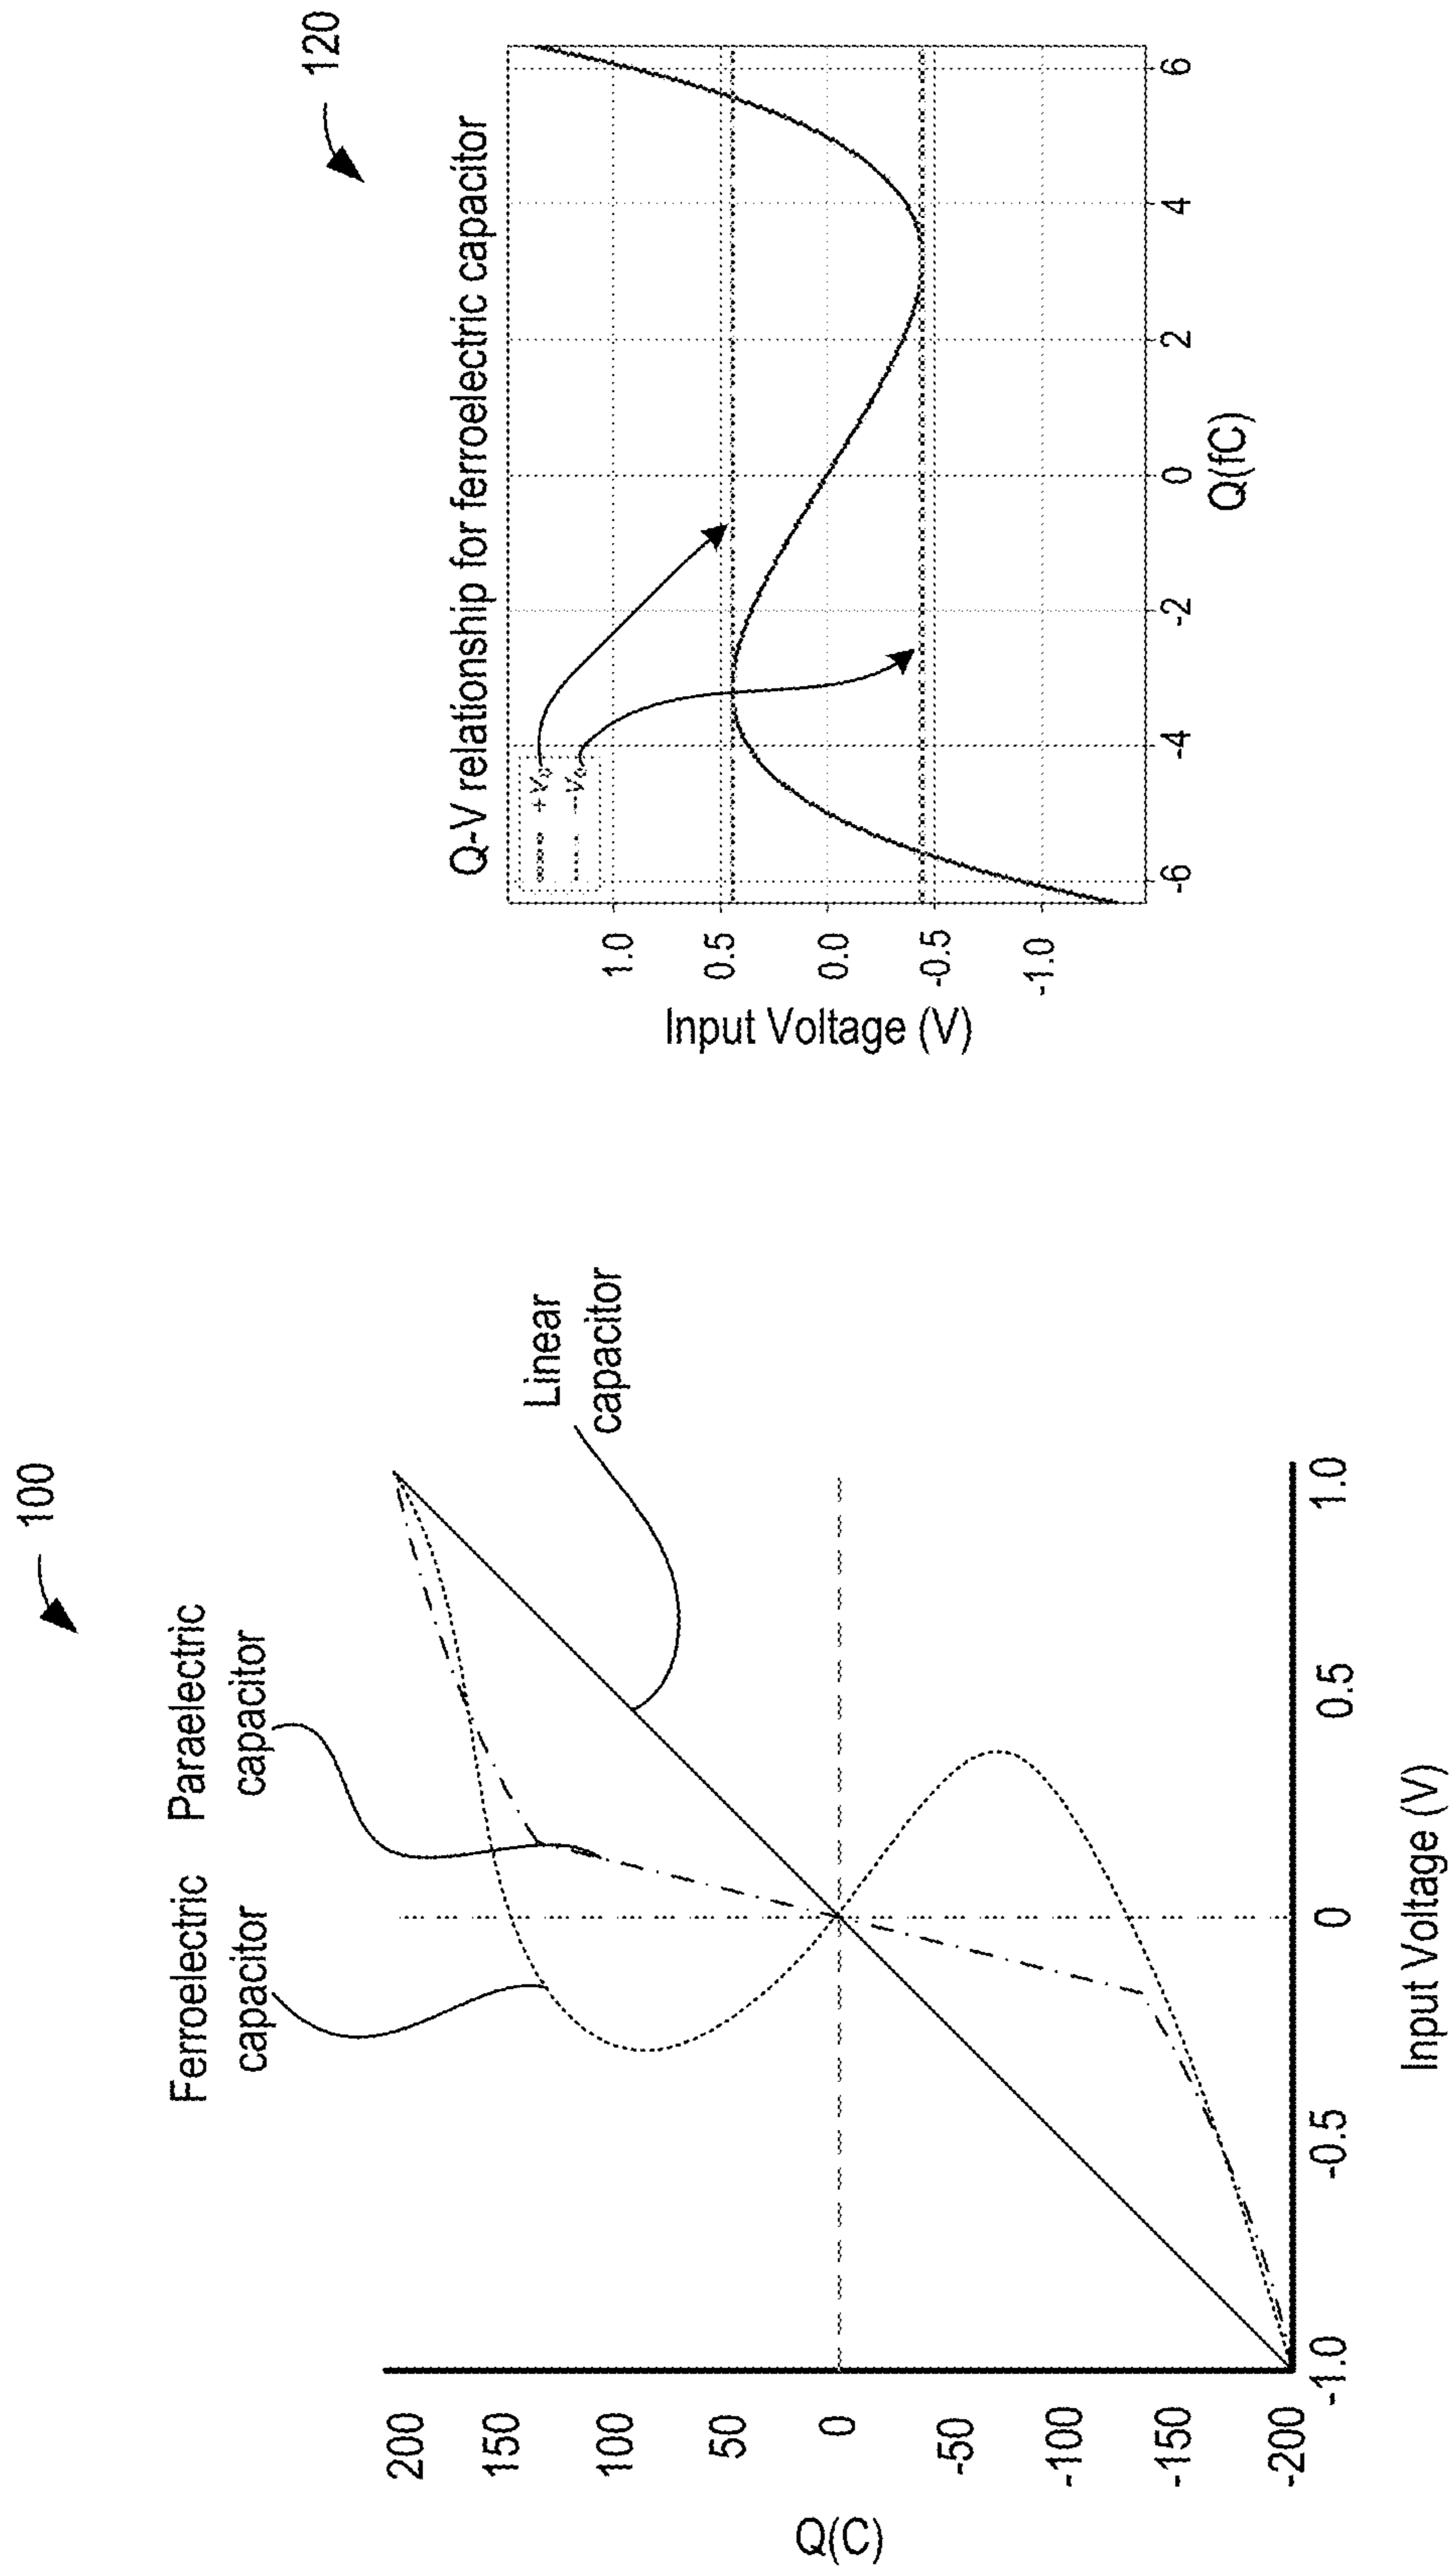 100
Ferroelectric
capacitor
Paraelectric
capacitor
Linear
capacitor
Q(C)
200
150
100
50
0
-50
-100
-150
-200
-1.0
-0.5
0
0.5
1.0
Input Voltage (V)
120
Q-V relationship for ferroelectric capacitor
Input Voltage (V)
1.0
0.5
0.0
-0.5
-1.0
-6
-4
-2
0
2
4
6
Q(fC)